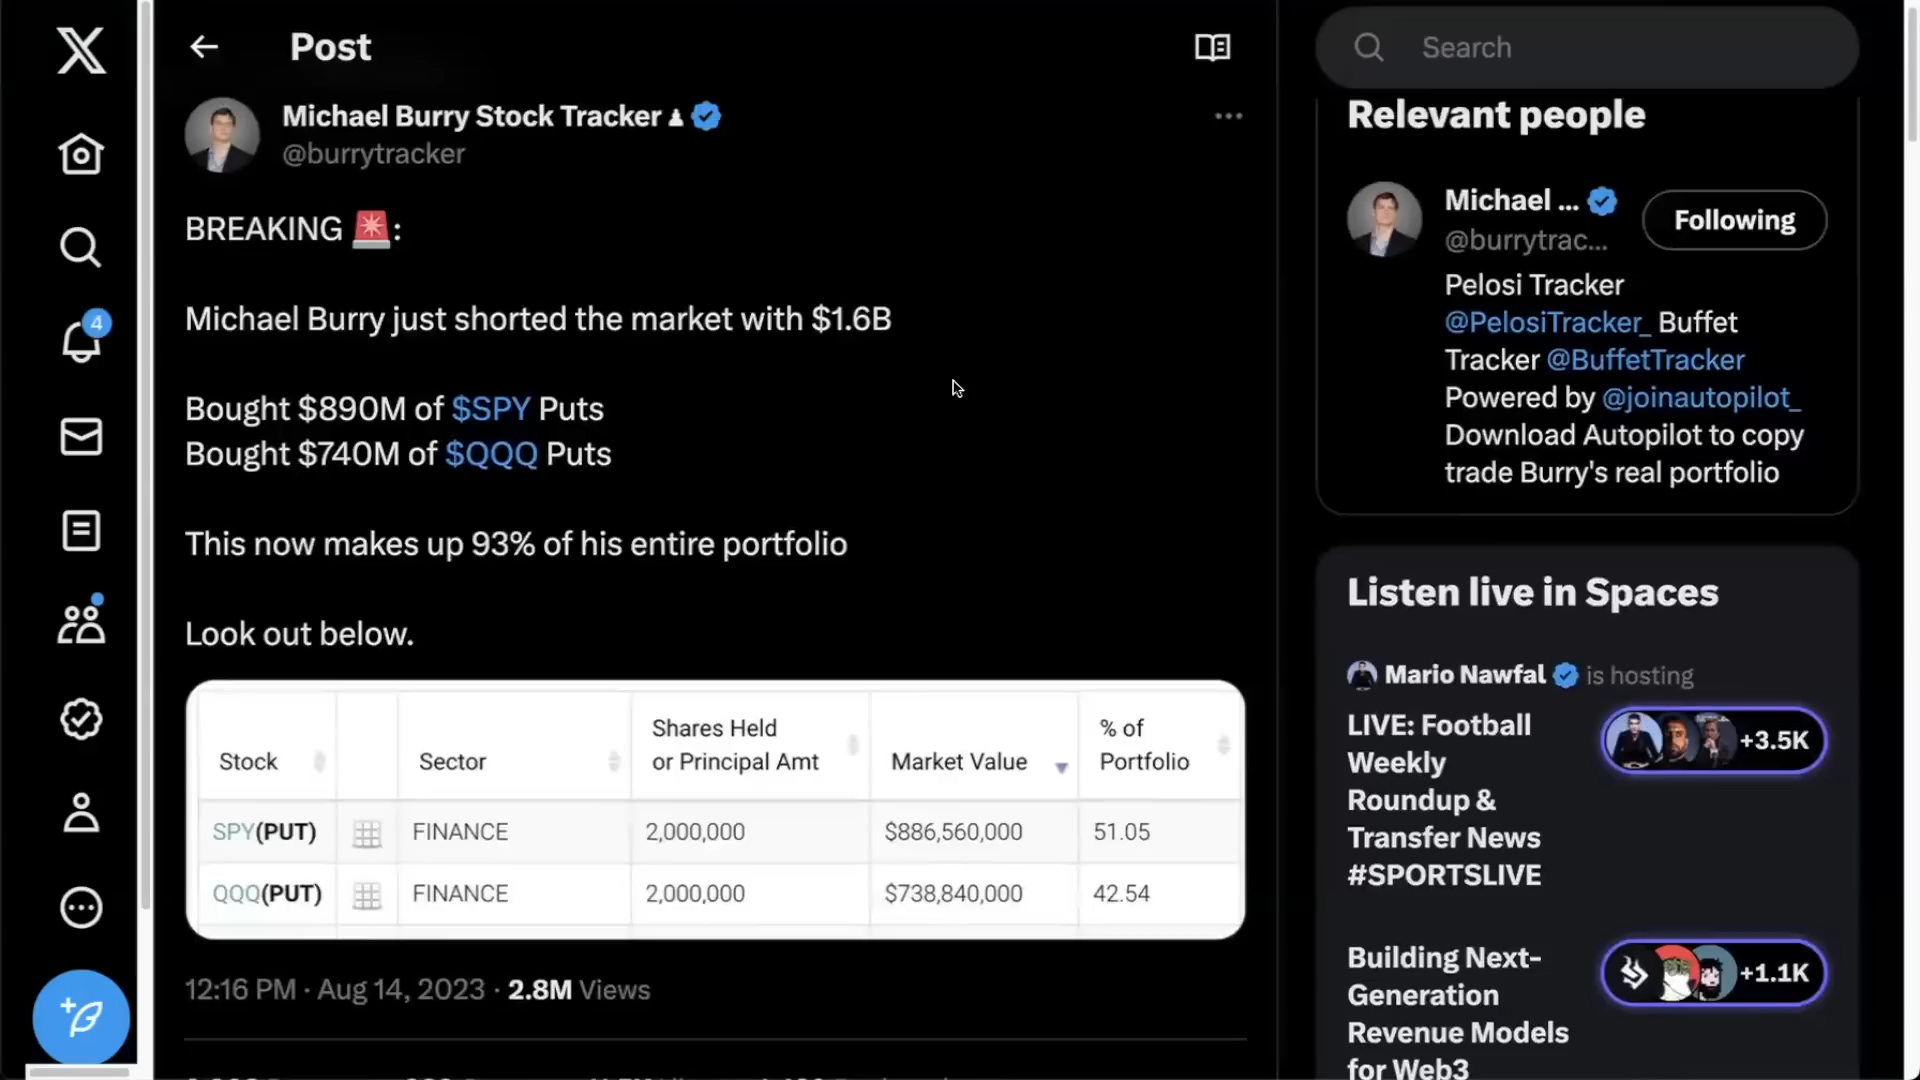 Post
Search
Michael Burry Stock Tracker
@burrytracker
BREAKING 🚨:
Michael Burry just shorted the market with $1.6B
Bought $890M of $SPY Puts
Bought $740M of $QQQ Puts
This now makes up 93% of his entire portfolio
Look out below.
Stock
Sector
Shares Held
or Principal Amt
Market Value
% of
Portfolio
SPY(PUT) FINANCE 2,000,000 $886,560,000 51.05
QQQ(PUT) FINANCE 2,000,000 $738,840,000 42.54
12:16 PM · Aug 14, 2023 · 2.8M Views
4
Relevant people
Michael ...
@burrytrac...
Following
Pelosi Tracker
@PelosiTracker_ Buffet
Tracker @BuffetTracker
Powered by @joinautopilot_
Download Autopilot to copy
trade Burry's real portfolio
Listen live in Spaces
Mario Nawfal is hosting
LIVE: Football
Weekly
Roundup &
Transfer News
#SPORTSLIVE
+3.5K
Building Next-
Generation
Revenue Models
for Web3
+1.1K